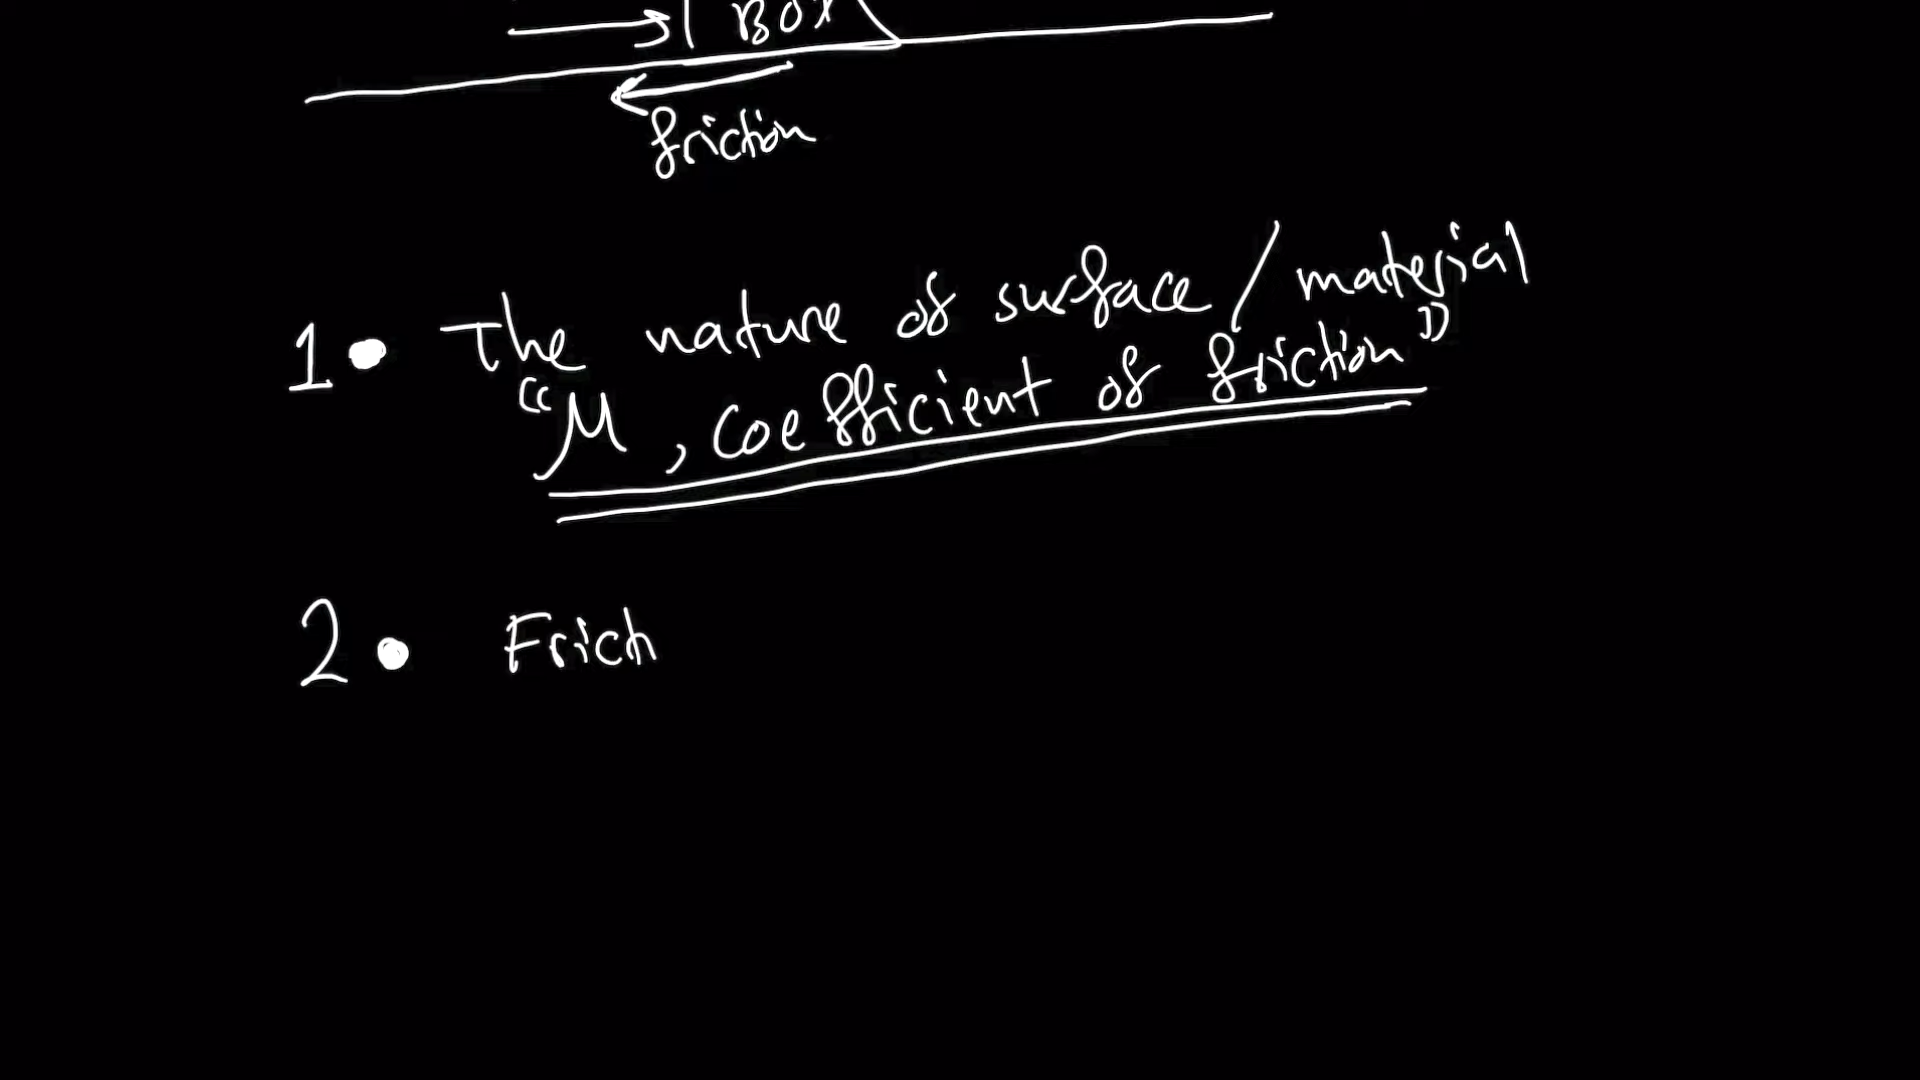 BOX
friction
1. The nature of surface / material
"μ, coefficient of friction"
2. Frich